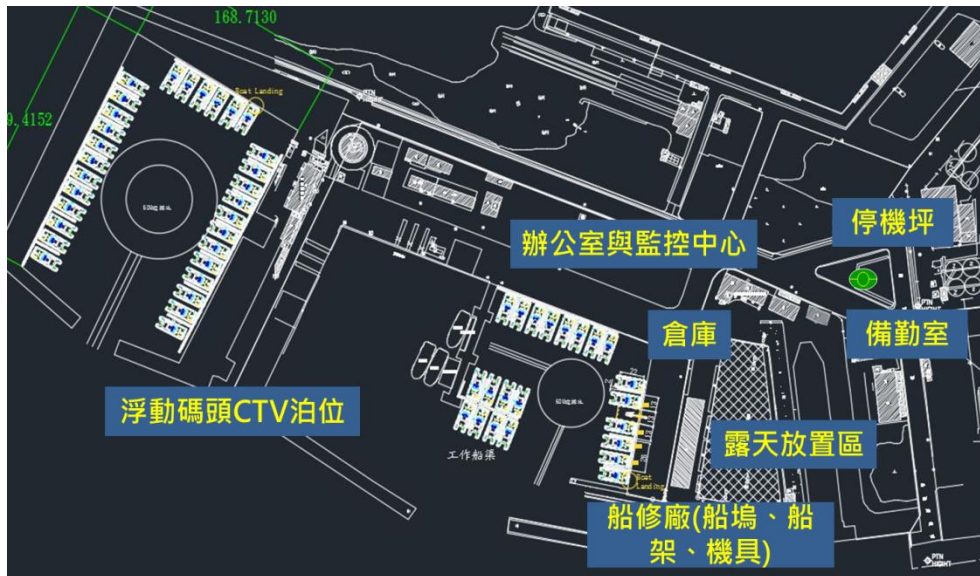 168.7130
9.4152
Boat Landing
辦公室與監控中心
停機坪
倉庫
備勤室
浮動碼頭CTV泊位
露天放置區
工作船渠
Boat
Landing
船修廠(船塢、船
架、機具)